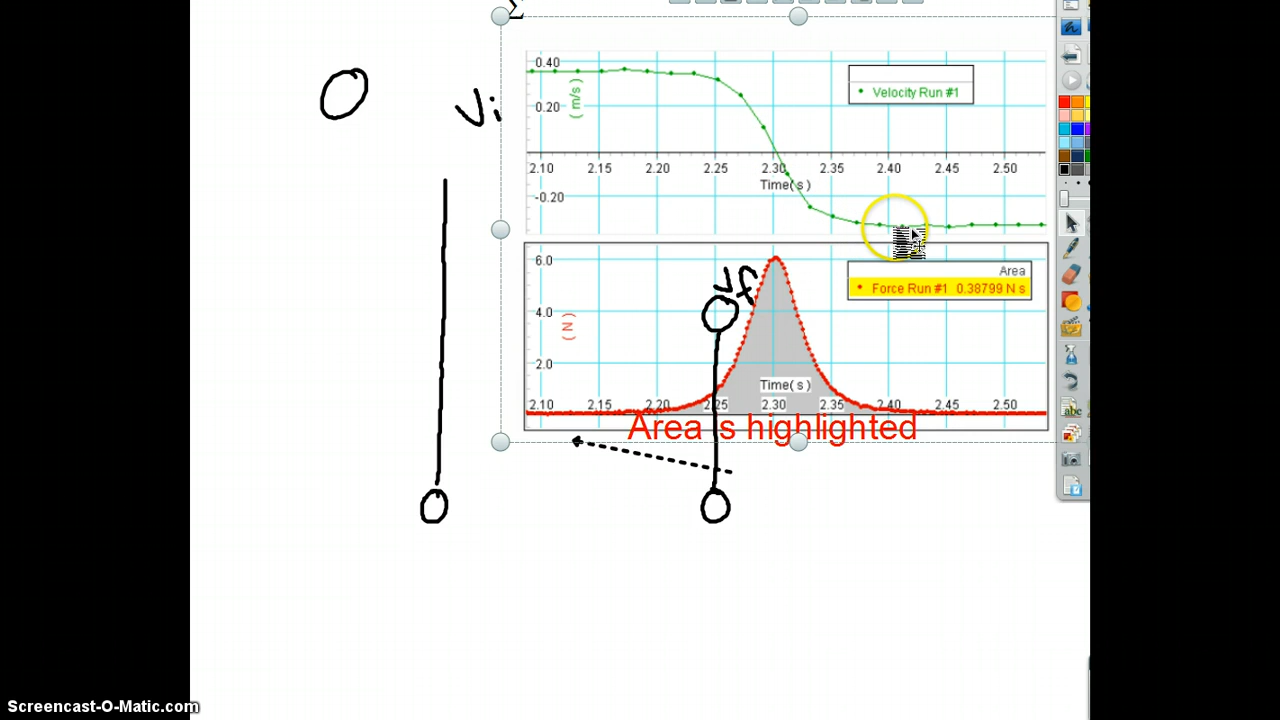 Σ
Vi
0.40
0.20
-0.20
( m/s )
Velocity Run #1
2.10 2.15 2.20 2.25 2.30 2.35 2.40 2.45 2.50
Time( s )
6.0
4.0
2.0
( N )
Vf
Area
Force Run #1 0.38799 N s
Time( s )
2.10 2.15 2.20 2.25 2.30 2.35 2.40 2.45 2.50
Area is highlighted
abc
Screencast-O-Matic.com